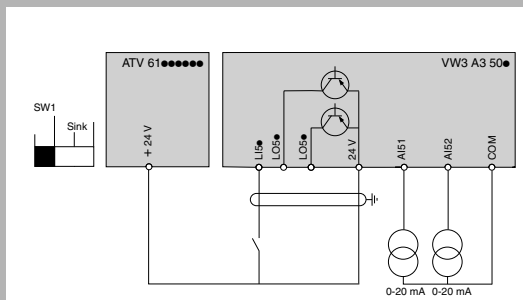 ATV 61●●●●●●
VW3 A3 50●
SW1
Sink
+ 24 V
LI5●
LO5●
LO5●
24 V
AI51
AI52
COM
0-20 mA
0-20 mA